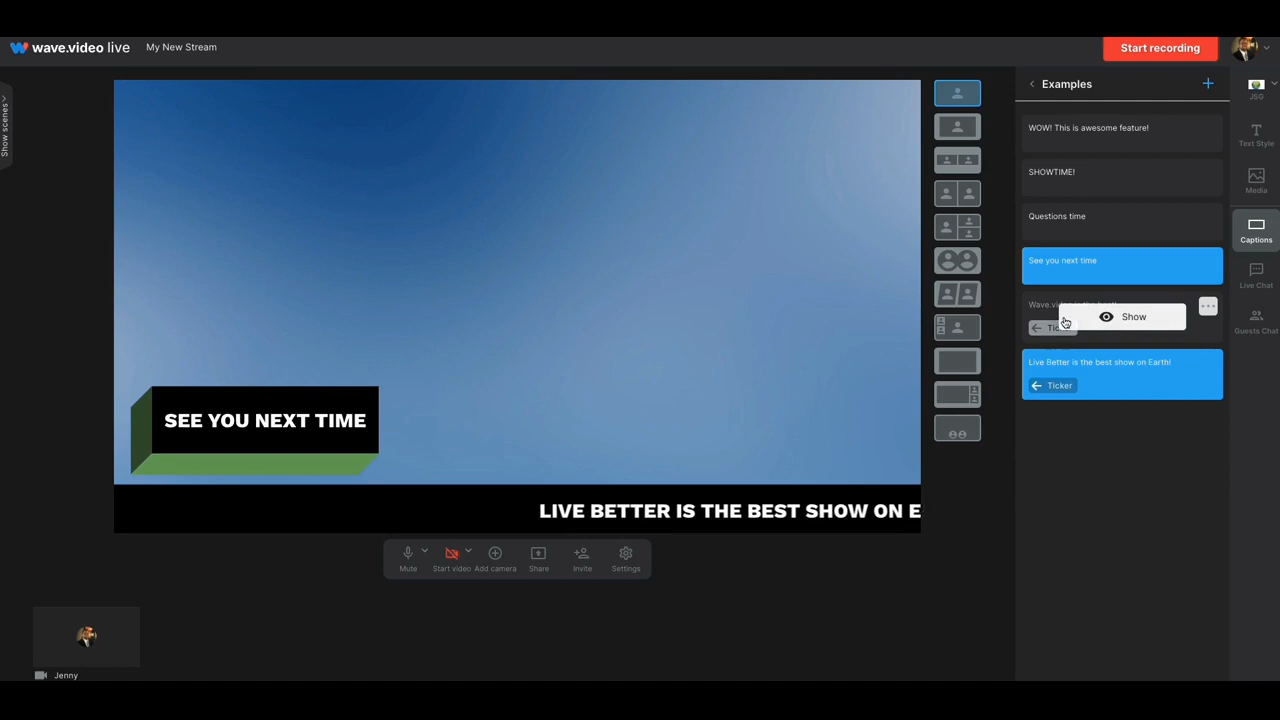 wave.video live
My New Stream
Start recording
Show scenes
Examples
WOW! This is awesome feature!
SHOWTIME!
Questions time
See you next time
Show
Live Better is the best show on Earth!
Ticker
JSG
Text Style
Media
Captions
Live Chat
Guests Chat
SEE YOU NEXT TIME
LIVE BETTER IS THE BEST SHOW ON E
Mute
Start video
Add camera
Share
Invite
Settings
Jenny